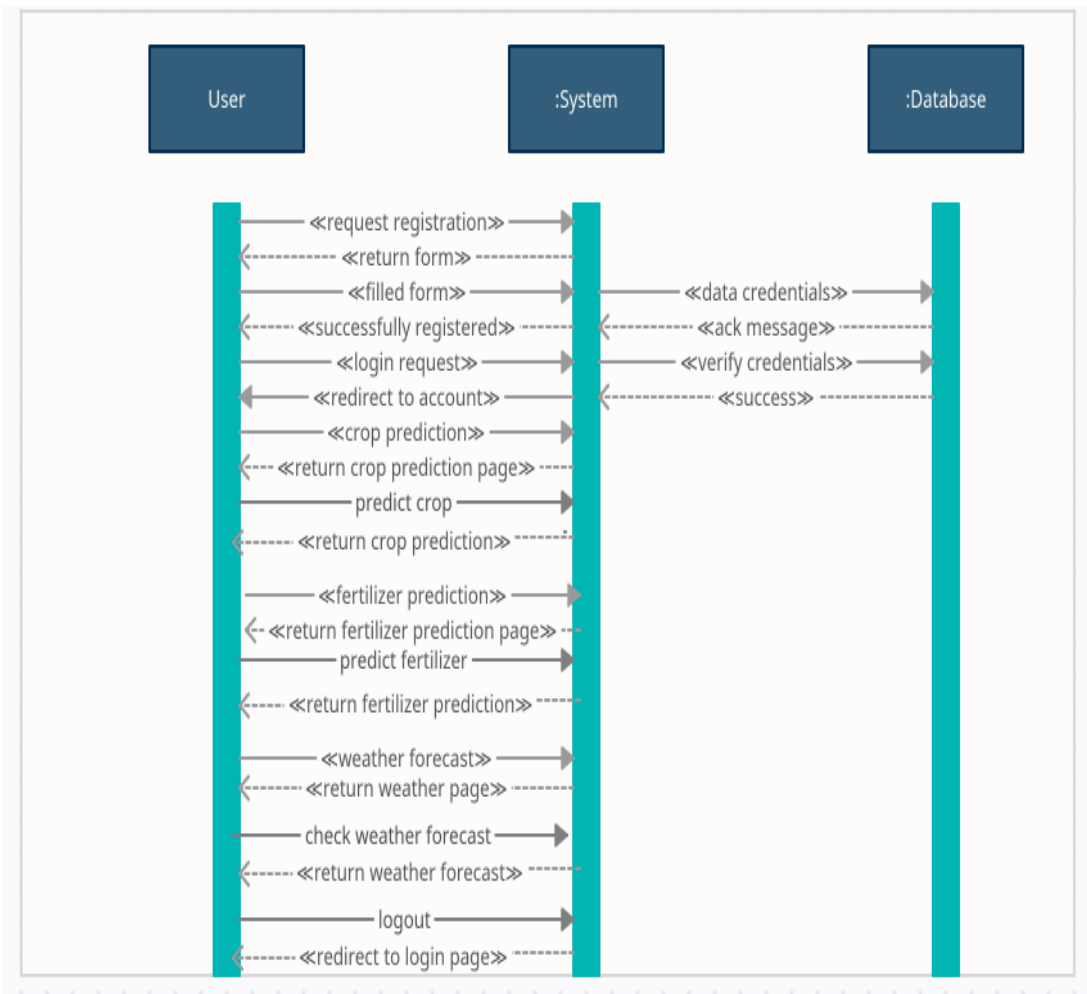 User
:System
:Database
≪request registration≫
≪return form≫
≪filled form≫
≪data credentials≫
≪successfully registered≫
≪ack message≫
≪login request≫
≪verify credentials≫
≪redirect to account≫
≪success≫
≪crop prediction≫
≪return crop prediction page≫
predict crop
≪return crop prediction≫
≪fertilizer prediction≫
≪return fertilizer prediction page≫
predict fertilizer
≪return fertilizer prediction≫
≪weather forecast≫
≪return weather page≫
check weather forecast
≪return weather forecast≫
logout
≪redirect to login page≫